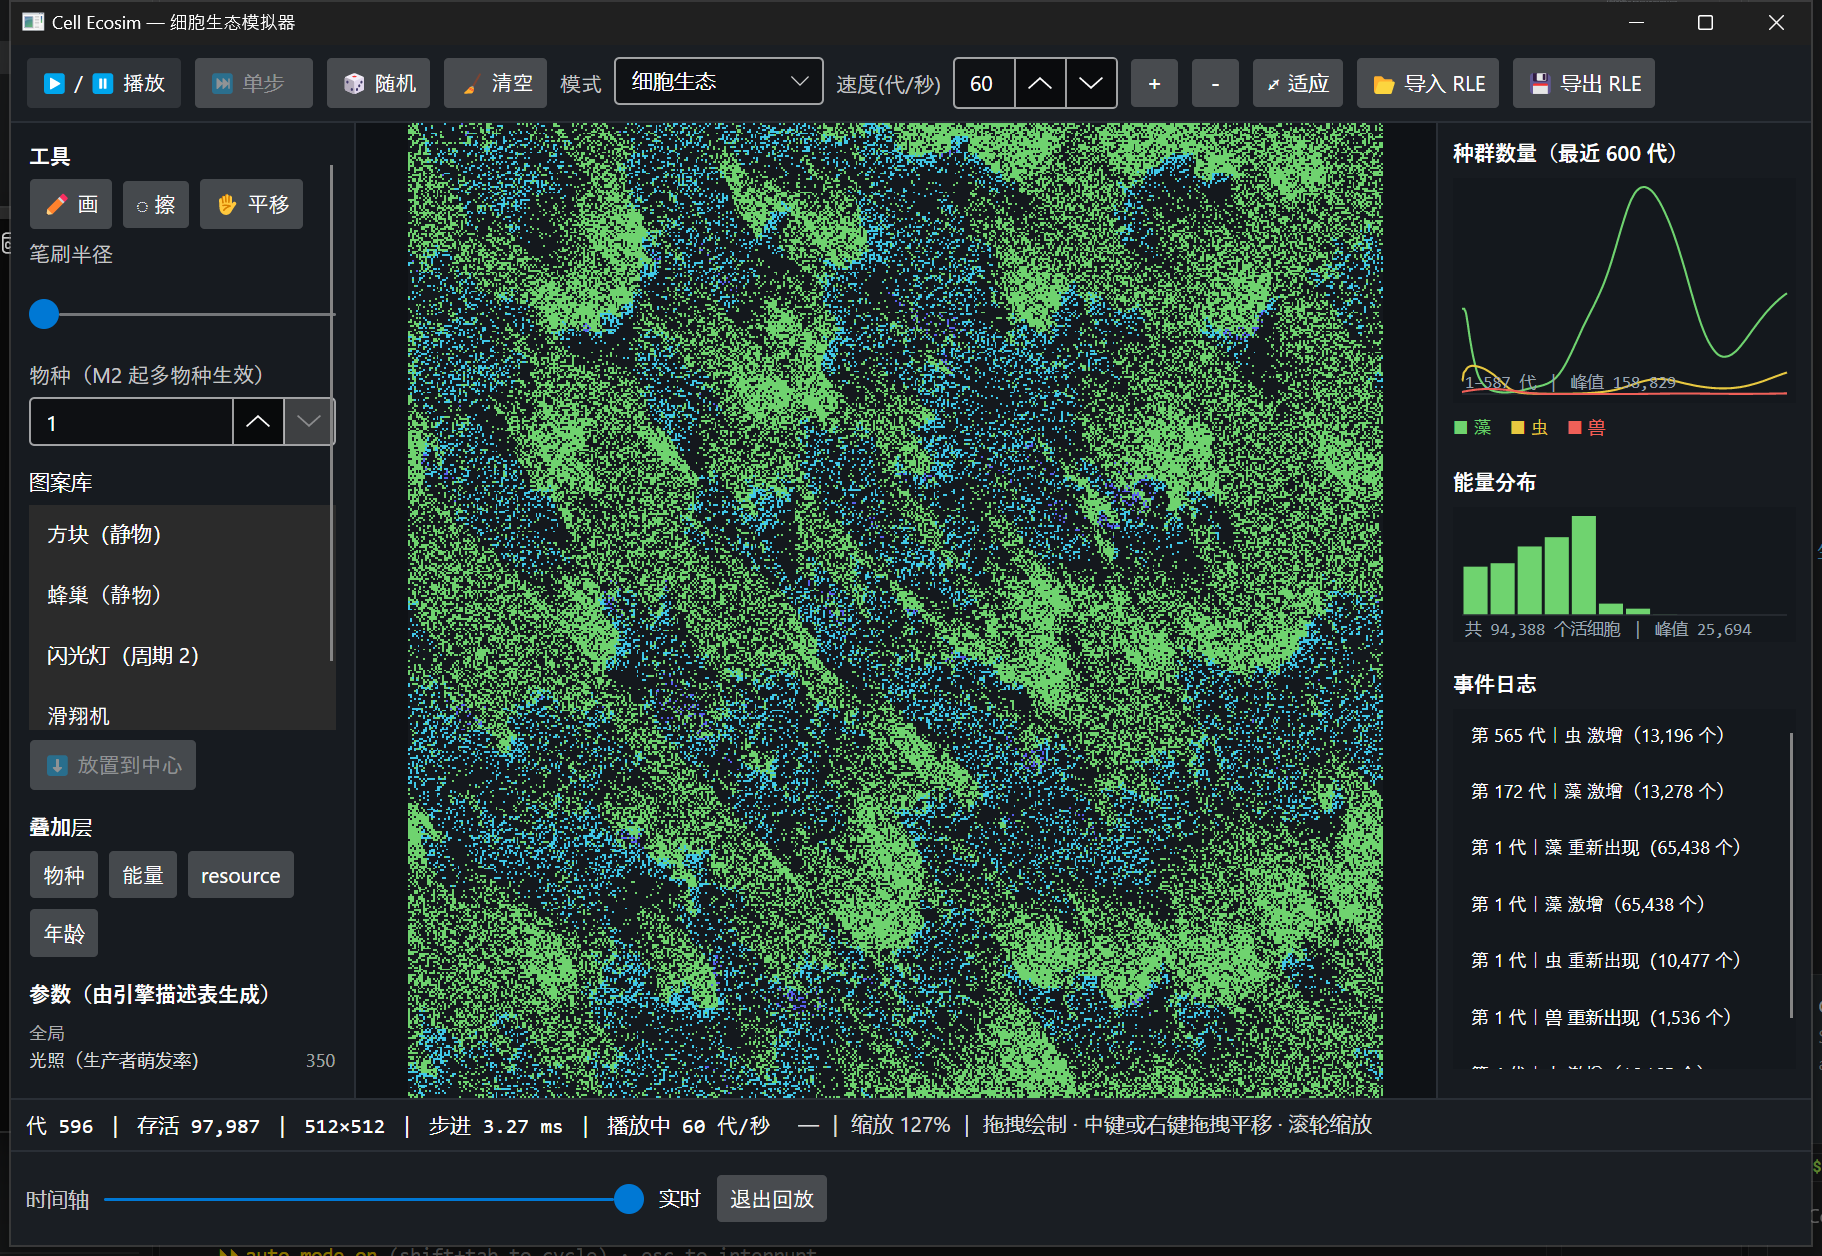 Cell Ecosim — 细胞生态模拟器
/ 播放 单步 随机 清空 模式 细胞生态 速度(代/秒) 60 + - 适应 导入 RLE 导出 RLE
工具
画 擦 平移
笔刷半径
物种（M2 起多物种生效）
1
图案库
方块（静物）
蜂巢（静物）
闪光灯（周期 2）
滑翔机
放置到中心
叠加层
物种 能量 resource
年龄
参数（由引擎描述表生成）
全局
光照（生产者萌发率） 350
种群数量（最近 600 代）
1–587 代 | 峰值 158,829
藻 虫 兽
能量分布
共 94,388 个活细胞 | 峰值 25,694
事件日志
第 565 代 | 虫 激增（13,196 个）
第 172 代 | 藻 激增（13,278 个）
第 1 代 | 藻 重新出现（65,438 个）
第 1 代 | 藻 激增（65,438 个）
第 1 代 | 虫 重新出现（10,477 个）
第 1 代 | 兽 重新出现（1,536 个）
代 596 | 存活 97,987 | 512×512 | 步进 3.27 ms | 播放中 60 代/秒 — | 缩放 127% | 拖拽绘制 · 中键或右键拖拽平移 · 滚轮缩放
时间轴 实时 退出回放
auto mode on (shift+tab to cycle) · esc to interrupt